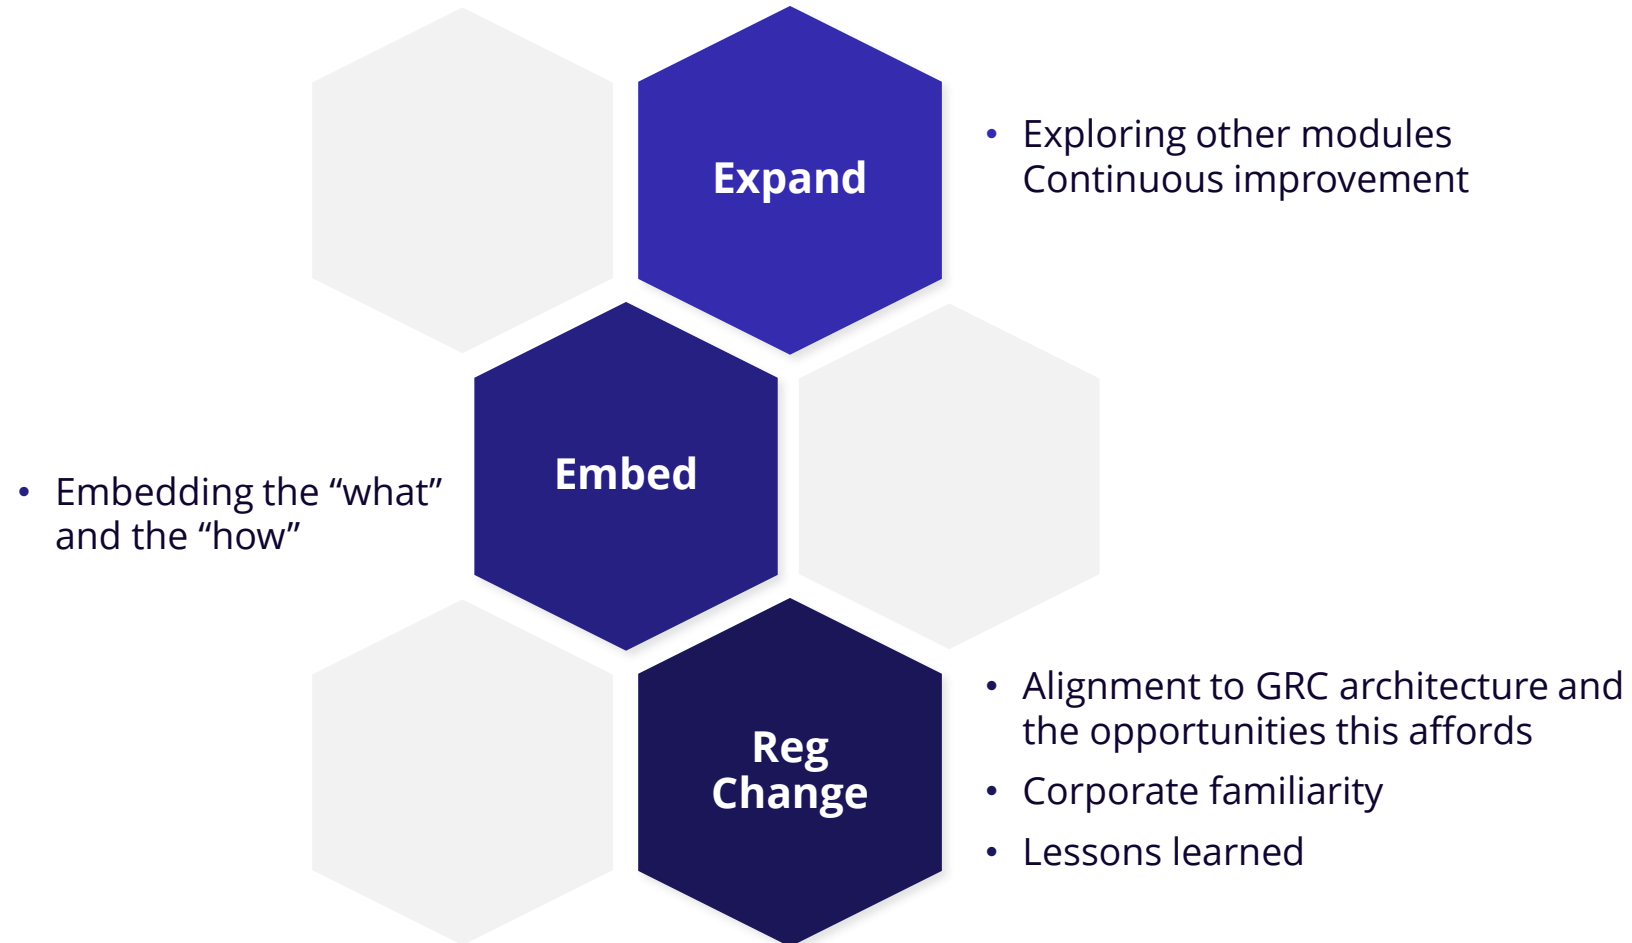 Expand
• Exploring other modules
Continuous improvement
Embed
• Embedding the “what”
and the “how”
Reg
Change
• Alignment to GRC architecture and
the opportunities this affords
• Corporate familiarity
• Lessons learned